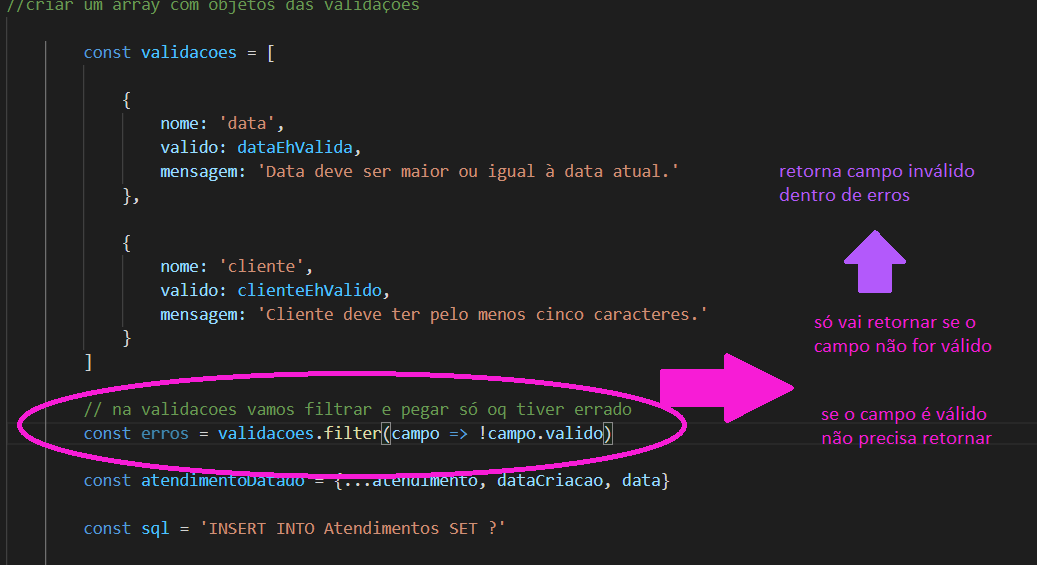 //criar um array com objetos das validações
const validacoes = [
{
nome: 'data',
valido: dataEhValida,
mensagem: 'Data deve ser maior ou igual à data atual.'
},
{
nome: 'cliente',
valido: clienteEhValido,
mensagem: 'Cliente deve ter pelo menos cinco caracteres.'
}
]
// na validacoes vamos filtrar e pegar só oq tiver errado
const erros = validacoes.filter(campo => !campo.valido)
const atendimentoDatado = {...atendimento, dataCriacao, data}
const sql = 'INSERT INTO Atendimentos SET ?'
retorna campo inválido
dentro de erros
só vai retornar se o
campo não for válido
se o campo é válido
não precisa retornar